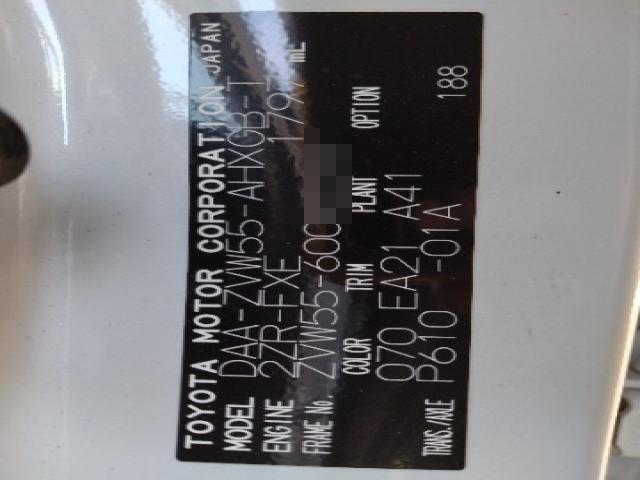 TOYOTA MOTOR CORPORATION JAPAN
MODEL DAA-ZVW55-AHXGB-T
ENGINE 2ZR-FXE 1797 mL
FRAME No. ZVW55-600
COLOR TRIM PLANT OPTION
070 EA21 A41 188
TRANS./AXLE P610 -01A